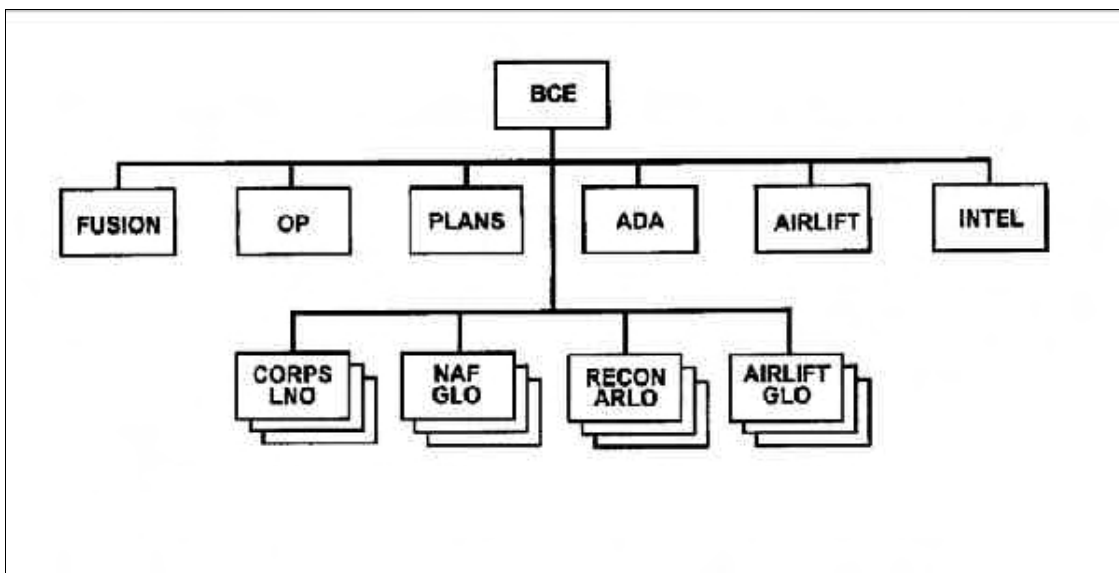 BCE
FUSION
OP
PLANS
ADA
AIRLIFT
INTEL
CORPS
LNO
NAF
GLO
RECON
ARLO
AIRLIFT
GLO